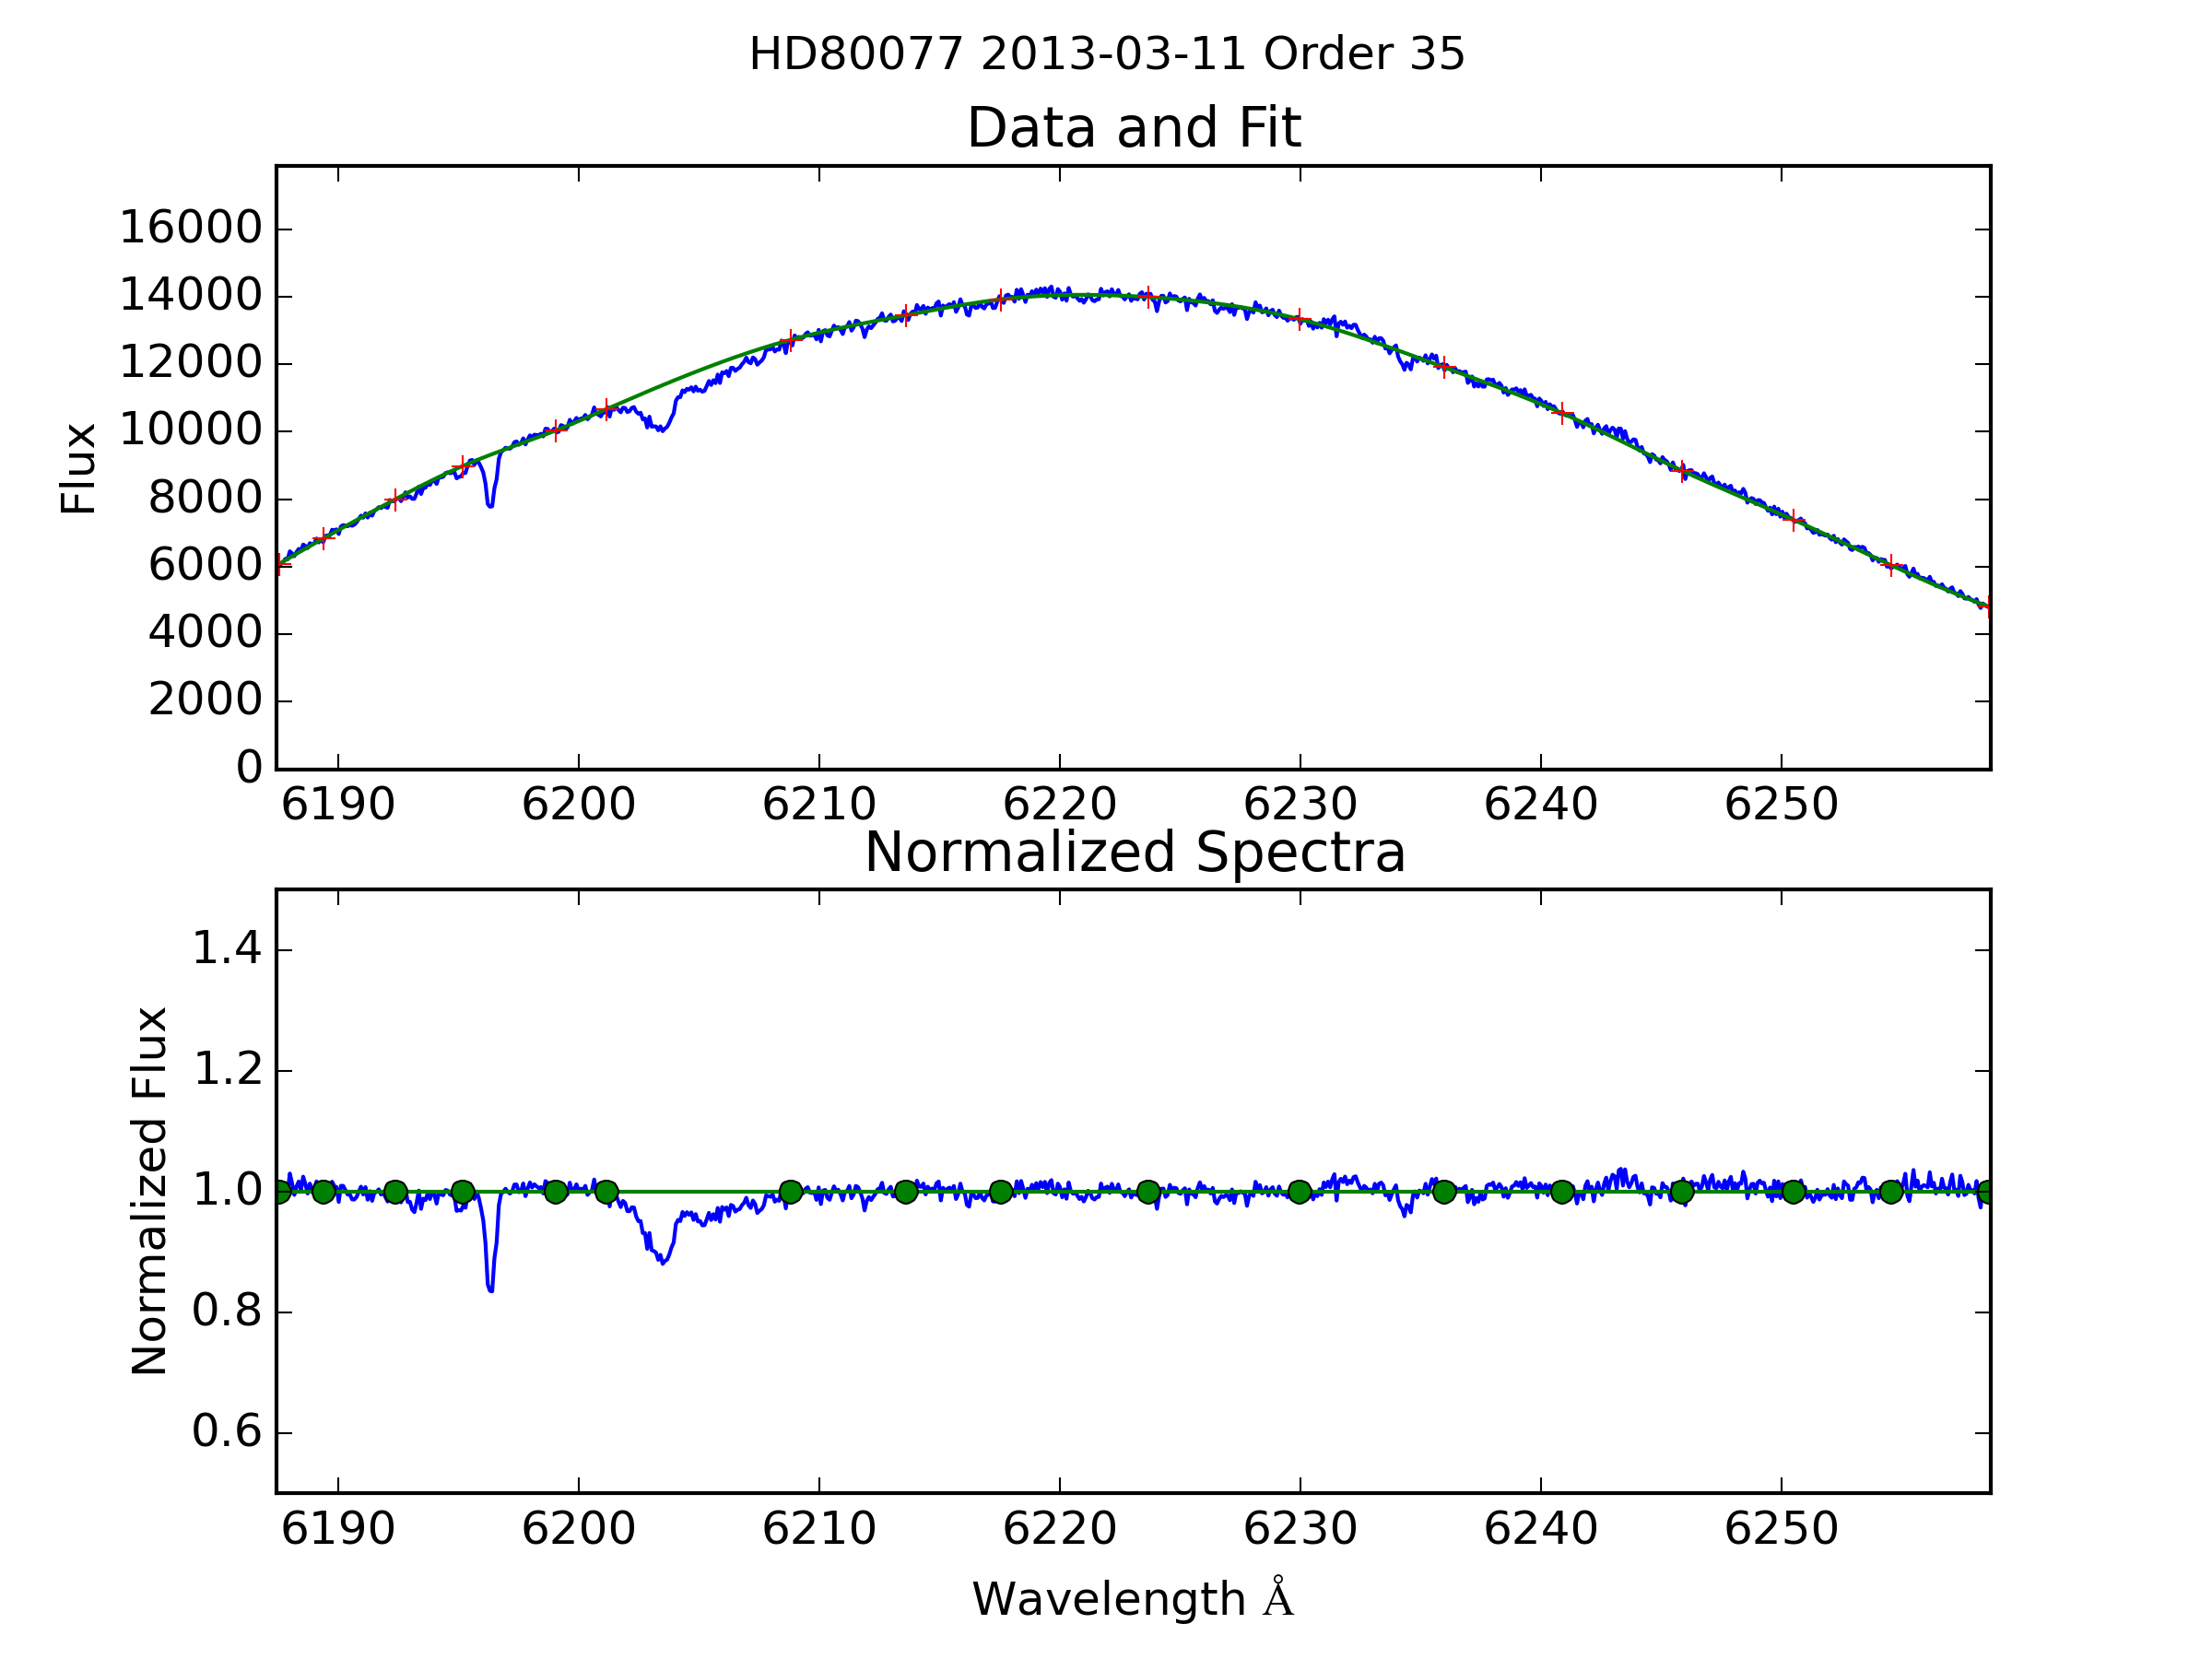 HD80077 2013-03-11 Order 35
Data and Fit
Flux
16000
14000
12000
10000
8000
6000
4000
2000
0
6190 6200 6210 6220 6230 6240 6250
Normalized Spectra
Normalized Flux
1.4
1.2
1.0
0.8
0.6
6190 6200 6210 6220 6230 6240 6250
Wavelength Å